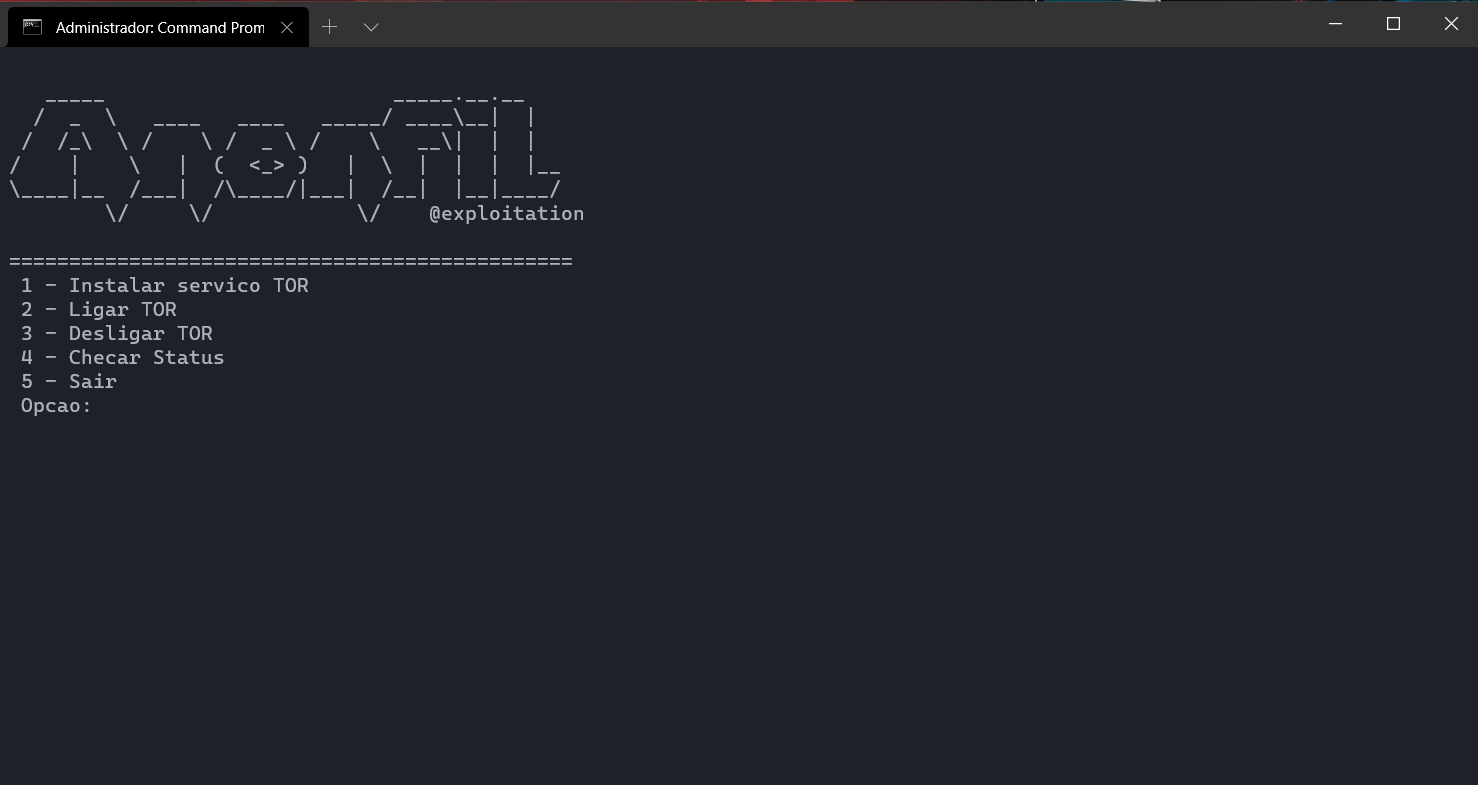 Administrador: Command Prom
AnonfiL
@exploitation
===============================================
1 - Instalar servico TOR
2 - Ligar TOR
3 - Desligar TOR
4 - Checar Status
5 - Sair
Opcao: